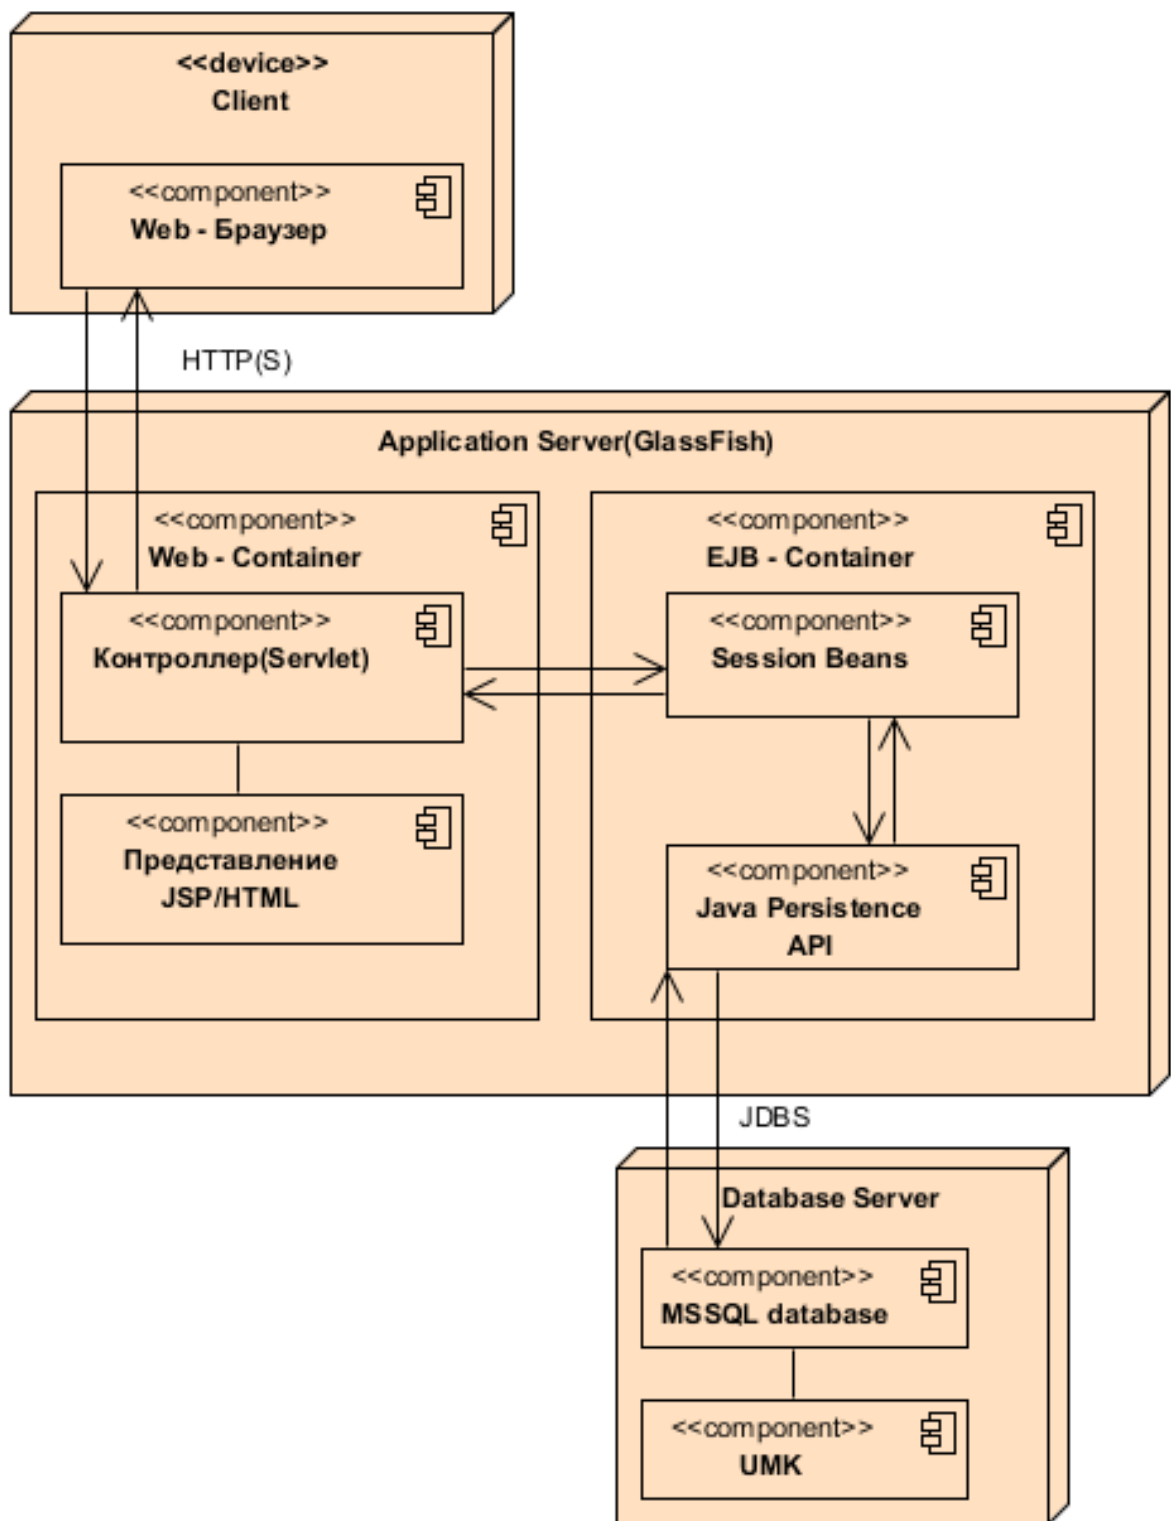 <<device>>
Client
<<component>>
Web - Браузер
HTTP(S)
Application Server(GlassFish)
<<component>>
Web - Container
<<component>>
Контроллер(Servlet)
<<component>>
Представление
JSP/HTML
<<component>>
EJB - Container
<<component>>
Session Beans
<<component>>
Java Persistence
API
JDBS
Database Server
<<component>>
MSSQL database
<<component>>
UMK